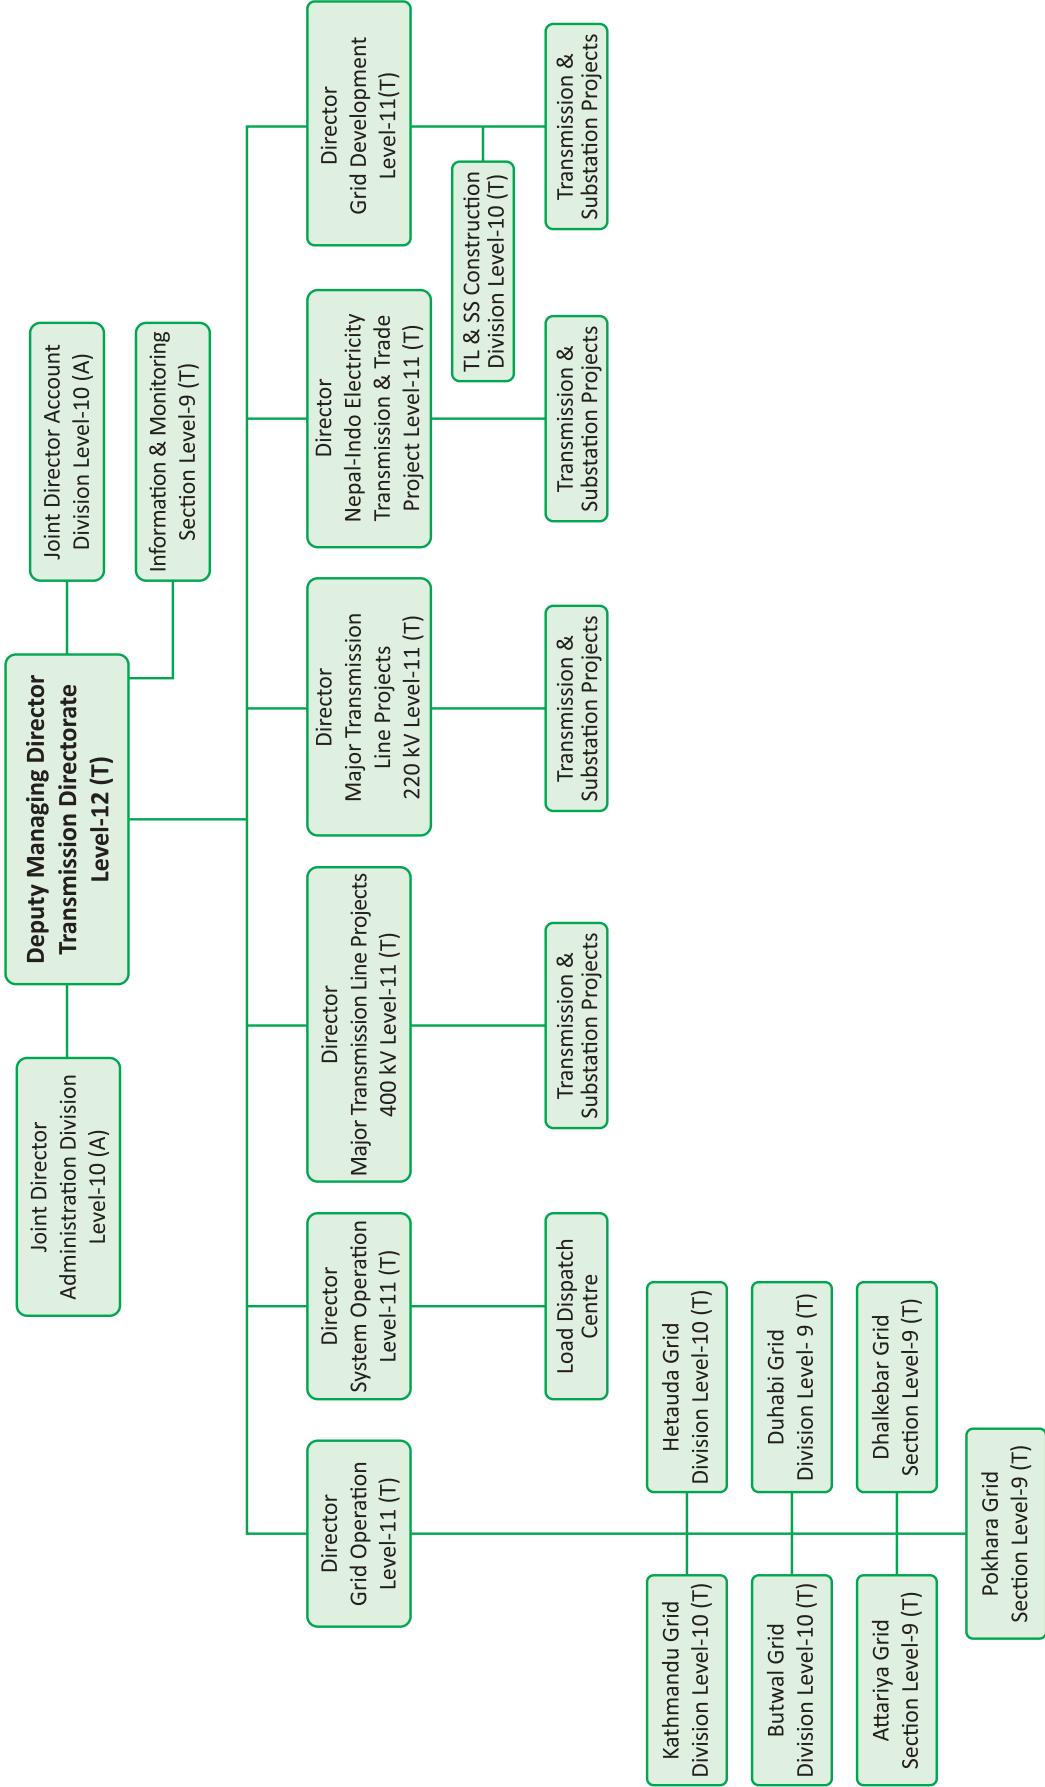 Deputy Managing Director
Transmission Directorate
Level-12 (T)
Joint Director
Administration Division
Level-10 (A)
Joint Director Account
Division Level-10 (A)
Information & Monitoring
Section Level-9 (T)
Director
Grid Operation
Level-11 (T)
Director
System Operation
Level-11 (T)
Director
Major Transmission Line Projects
400 kV Level-11 (T)
Director
Major Transmission
Line Projects
220 kV Level-11 (T)
Director
Nepal-Indo Electricity
Transmission & Trade
Project Level-11 (T)
Director
Grid Development
Level-11(T)
TL & SS Construction
Division Level-10 (T)
Load Dispatch
Centre
Transmission &
Substation Projects
Transmission &
Substation Projects
Transmission &
Substation Projects
Transmission &
Substation Projects
Kathmandu Grid
Division Level-10 (T)
Hetauda Grid
Division Level-10 (T)
Butwal Grid
Division Level-10 (T)
Duhabi Grid
Division Level- 9 (T)
Attariya Grid
Section Level-9 (T)
Dhalkebar Grid
Section Level-9 (T)
Pokhara Grid
Section Level-9 (T)